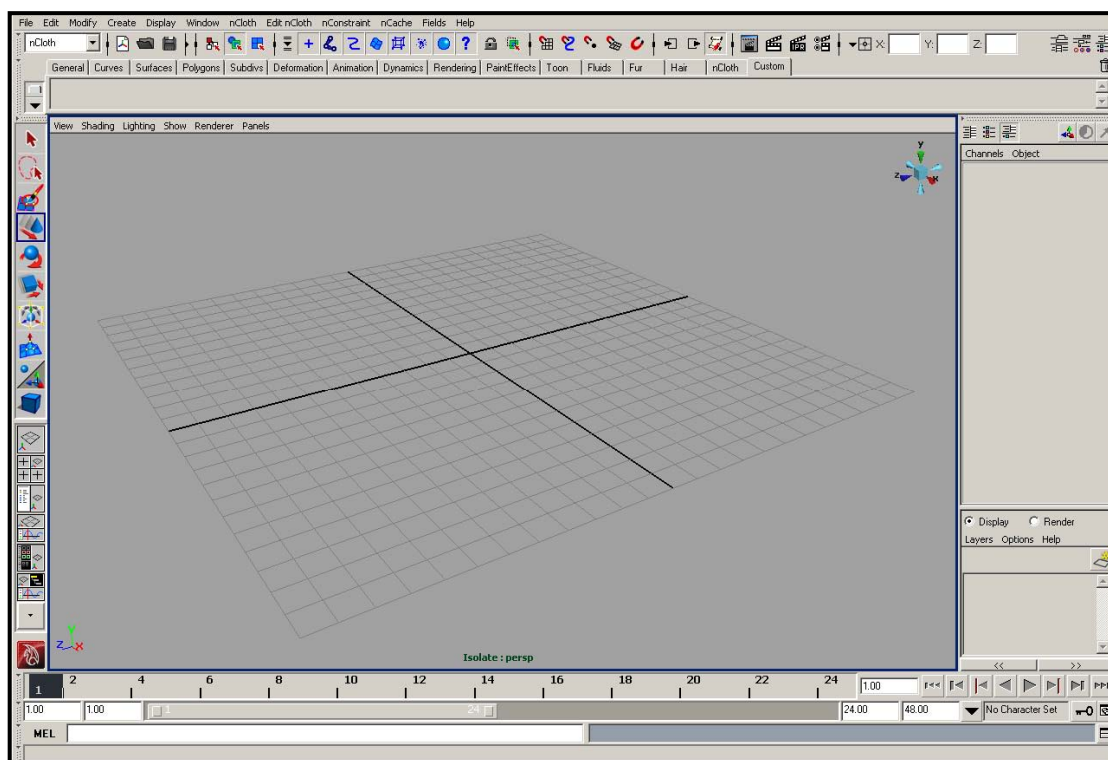 File Edit Modify Create Display Window nCloth Edit nCloth nConstraint nCache Fields Help
nCloth X: Y: Z:
General Curves Surfaces Polygons Subdivs Deformation Animation Dynamics Rendering PaintEffects Toon Fluids Fur Hair nCloth Custom
View Shading Lighting Show Renderer Panels
Channels Object
y
z x
Display Render
Layers Options Help
Y
Z X
Isolate : persp
<< >>
1 2 4 6 8 10 12 14 16 18 20 22 24 1.00
1.00 1.00 1 24 24.00 48.00 No Character Set
MEL